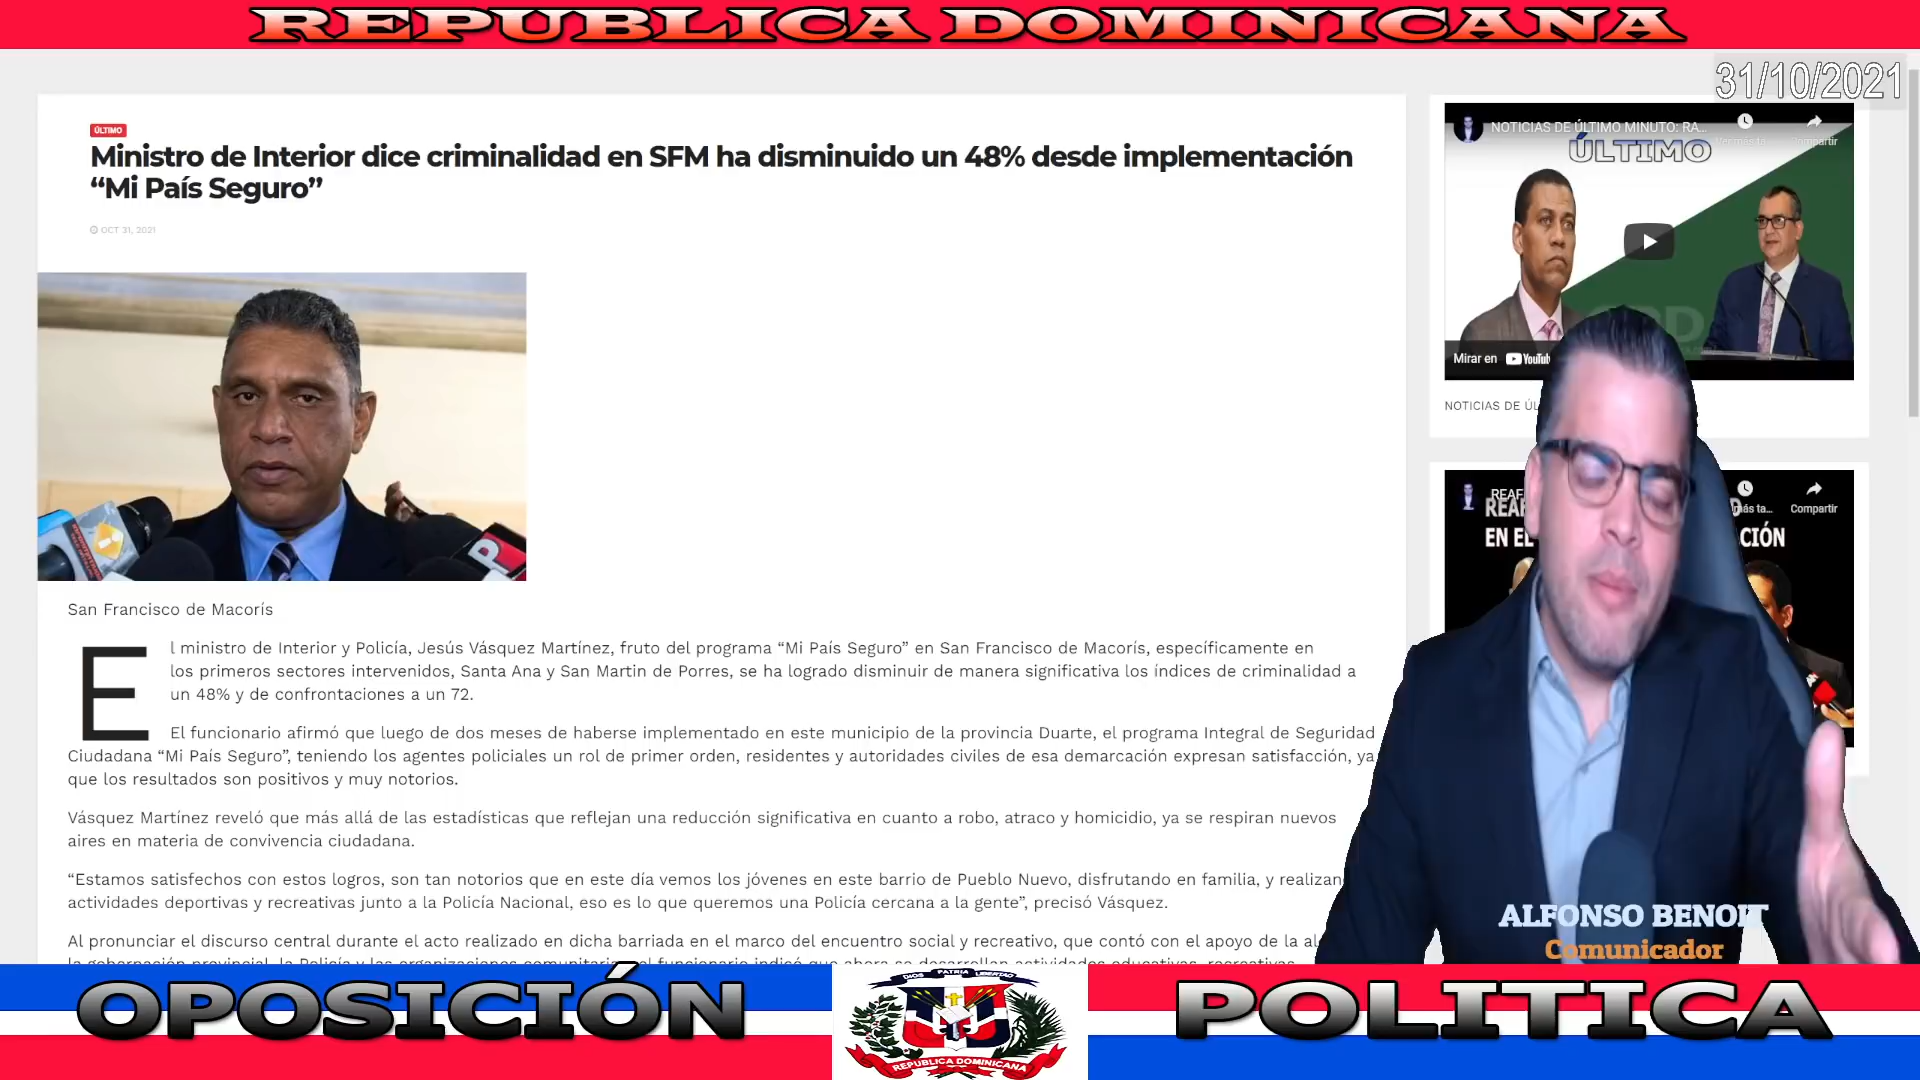 REPUBLICA DOMINICANA
31/10/2021
ÚLTIMO
Ministro de Interior dice criminalidad en SFM ha disminuido un 48% desde implementación
“Mi País Seguro”
OCT 31, 2021
San Francisco de Macorís
El ministro de Interior y Policía, Jesús Vásquez Martínez, fruto del programa “Mi País Seguro” en San Francisco de Macorís, específicamente en
los primeros sectores intervenidos, Santa Ana y San Martin de Porres, se ha logrado disminuir de manera significativa los índices de criminalidad a
un 48% y de confrontaciones a un 72.
El funcionario afirmó que luego de dos meses de haberse implementado en este municipio de la provincia Duarte, el programa Integral de Seguridad
Ciudadana “Mi País Seguro”, teniendo los agentes policiales un rol de primer orden, residentes y autoridades civiles de esa demarcación expresan satisfacción, ya
que los resultados son positivos y muy notorios.
Vásquez Martínez reveló que más allá de las estadísticas que reflejan una reducción significativa en cuanto a robo, atraco y homicidio, ya se respiran nuevos
aires en materia de convivencia ciudadana.
“Estamos satisfechos con estos logros, son tan notorios que en este día vemos los jóvenes en este barrio de Pueblo Nuevo, disfrutando en familia, y realizan
actividades deportivas y recreativas junto a la Policía Nacional, eso es lo que queremos una Policía cercana a la gente”, precisó Vásquez.
Al pronunciar el discurso central durante el acto realizado en dicha barriada en el marco del encuentro social y recreativo, que contó con el apoyo de la al
NOTICIAS DE ÚLTIMO MINUTO: RA...
Compartir
ÚLTIMO
Mirar en YouTub
NOTICIAS DE ÚL
REAF
más ta...
Compartir
REAF
EN EL
CIÓN
ALFONSO BENOIT
Comunicador
OPOSICIÓN
DIOS PATRIA LIBERTAD
REPUBLICA DOMINICANA
POLITICA